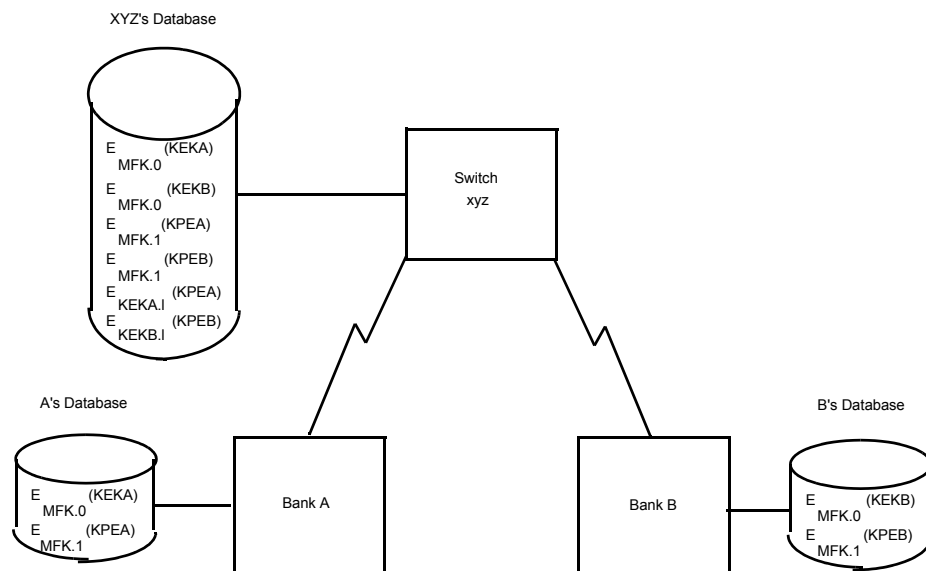 XYZ's Database
E MFK.0 (KEKA)
E MFK.0 (KEKB)
E MFK.1 (KPEA)
E MFK.1 (KPEB)
E KEKA.I (KPEA)
E KEKB.I (KPEB)
Switch
xyz
A's Database
E MFK.0 (KEKA)
E MFK.1 (KPEA)
Bank A
Bank B
B's Database
E MFK.0 (KEKB)
E MFK.1 (KPEB)